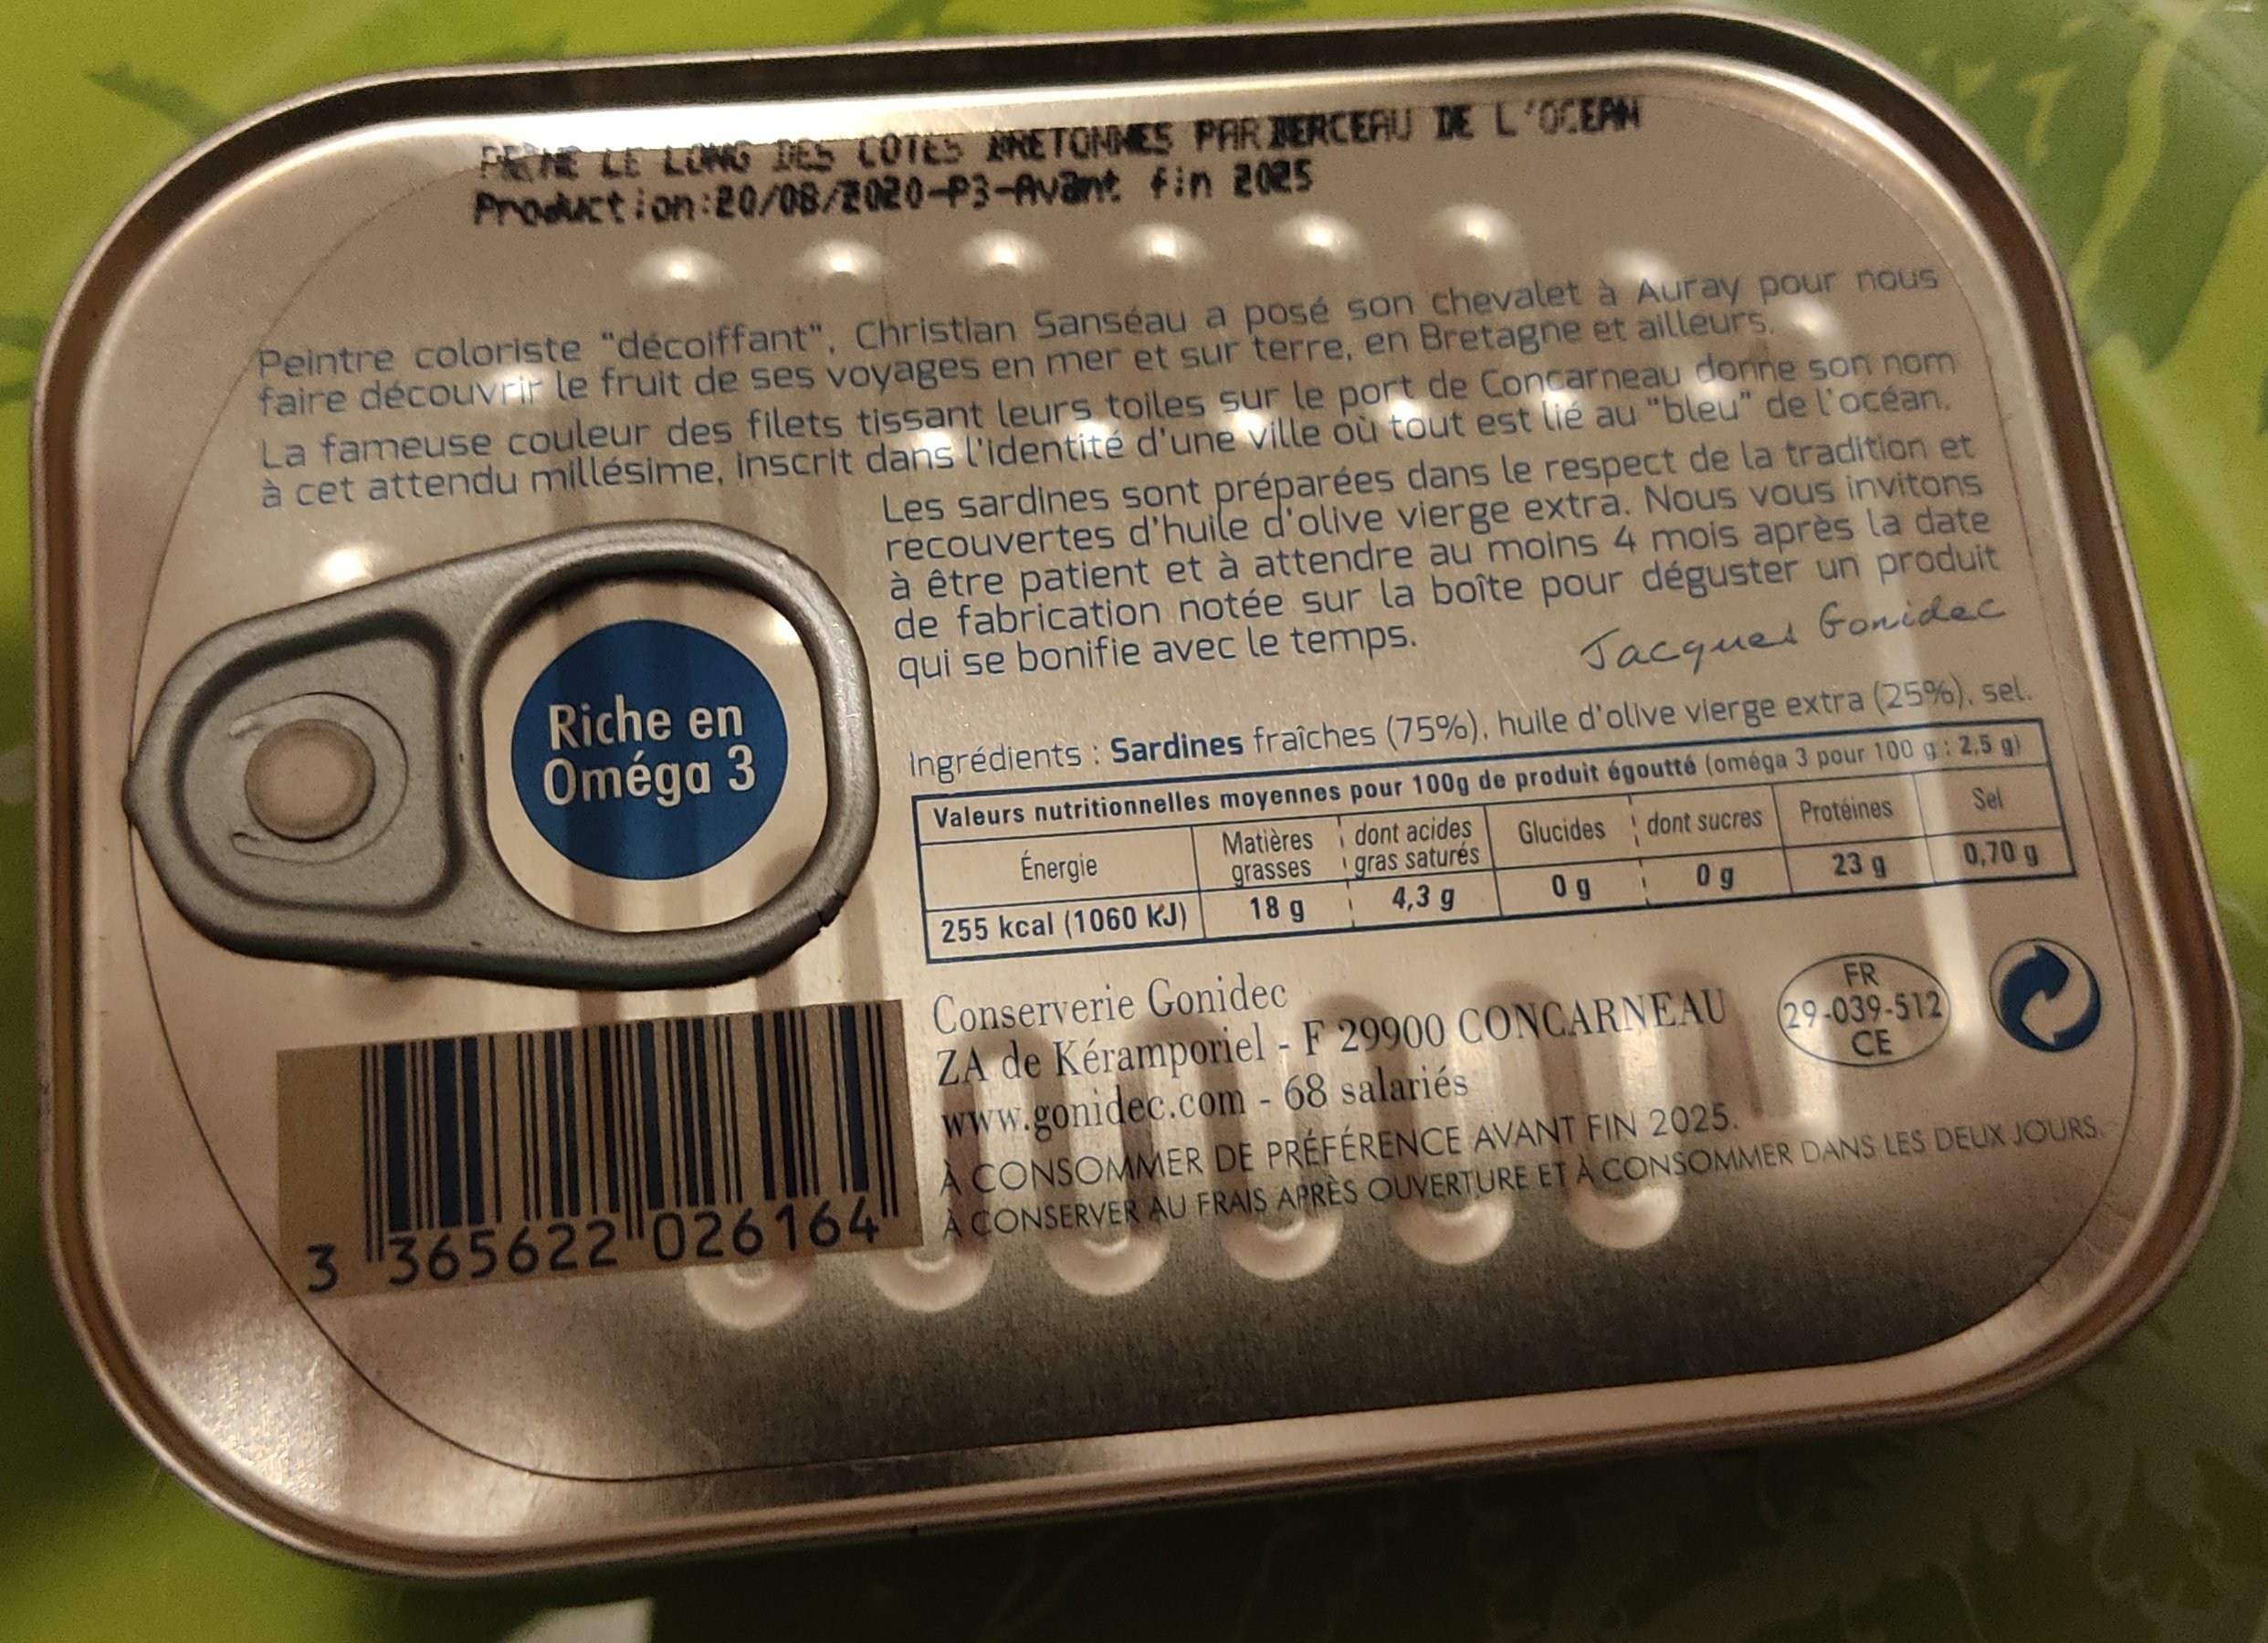 PECHE LE LONG DES COTES BRETONNES PAR BERCEAU DE L'OCEAN
Production:20/08/2020-P3-Avant fin 2025
Peintre coloriste "décoiffant", Christian Sanséau a posé son chevalet à Auray pour nous
faire découvrir le fruit de ses voyages en mer et sur terre, en Bretagne et ailleurs.
La fameuse couleur des filets tissant leurs toiles sur le port de Concarneau donne son nom
à cet attendu millésime, inscrit dans l'identité d'une ville où tout est lié au "bleu" de l'océan.
Les sardines sont préparées dans le respect de la tradition et
recouvertes d'huile d'olive vierge extra. Nous vous invitons
à être patient et à attendre au moins 4 mois après la date
de fabrication notée sur la boîte pour déguster un produit
qui se bonifie avec le temps.
Jacques Gonidec
Riche en
Oméga 3
Ingrédients : Sardines fraîches (75%), huile d'olive vierge extra (25%), sel.
Valeurs nutritionnelles moyennes pour 100g de produit égoutté (oméga 3 pour 100 g : 2,5 g)
Énergie Matières grasses dont acides gras saturés Glucides dont sucres Protéines Sel
255 kcal (1060 KJ) 18 g 4,3 g 0 g 0 g 23 g 0,70 g
Conserverie Gonidec
ZA de Kéramporiel - F 29900 CONCARNEAU
www.gonidec.com - 68 salariés
FR
29-039-512
CE
À CONSOMMER DE PRÉFÉRENCE AVANT FIN 2025.
À CONSERVER AU FRAIS APRÈS OUVERTURE ET À CONSOMMER DANS LES DEUX JOURS.
3 365622 026164